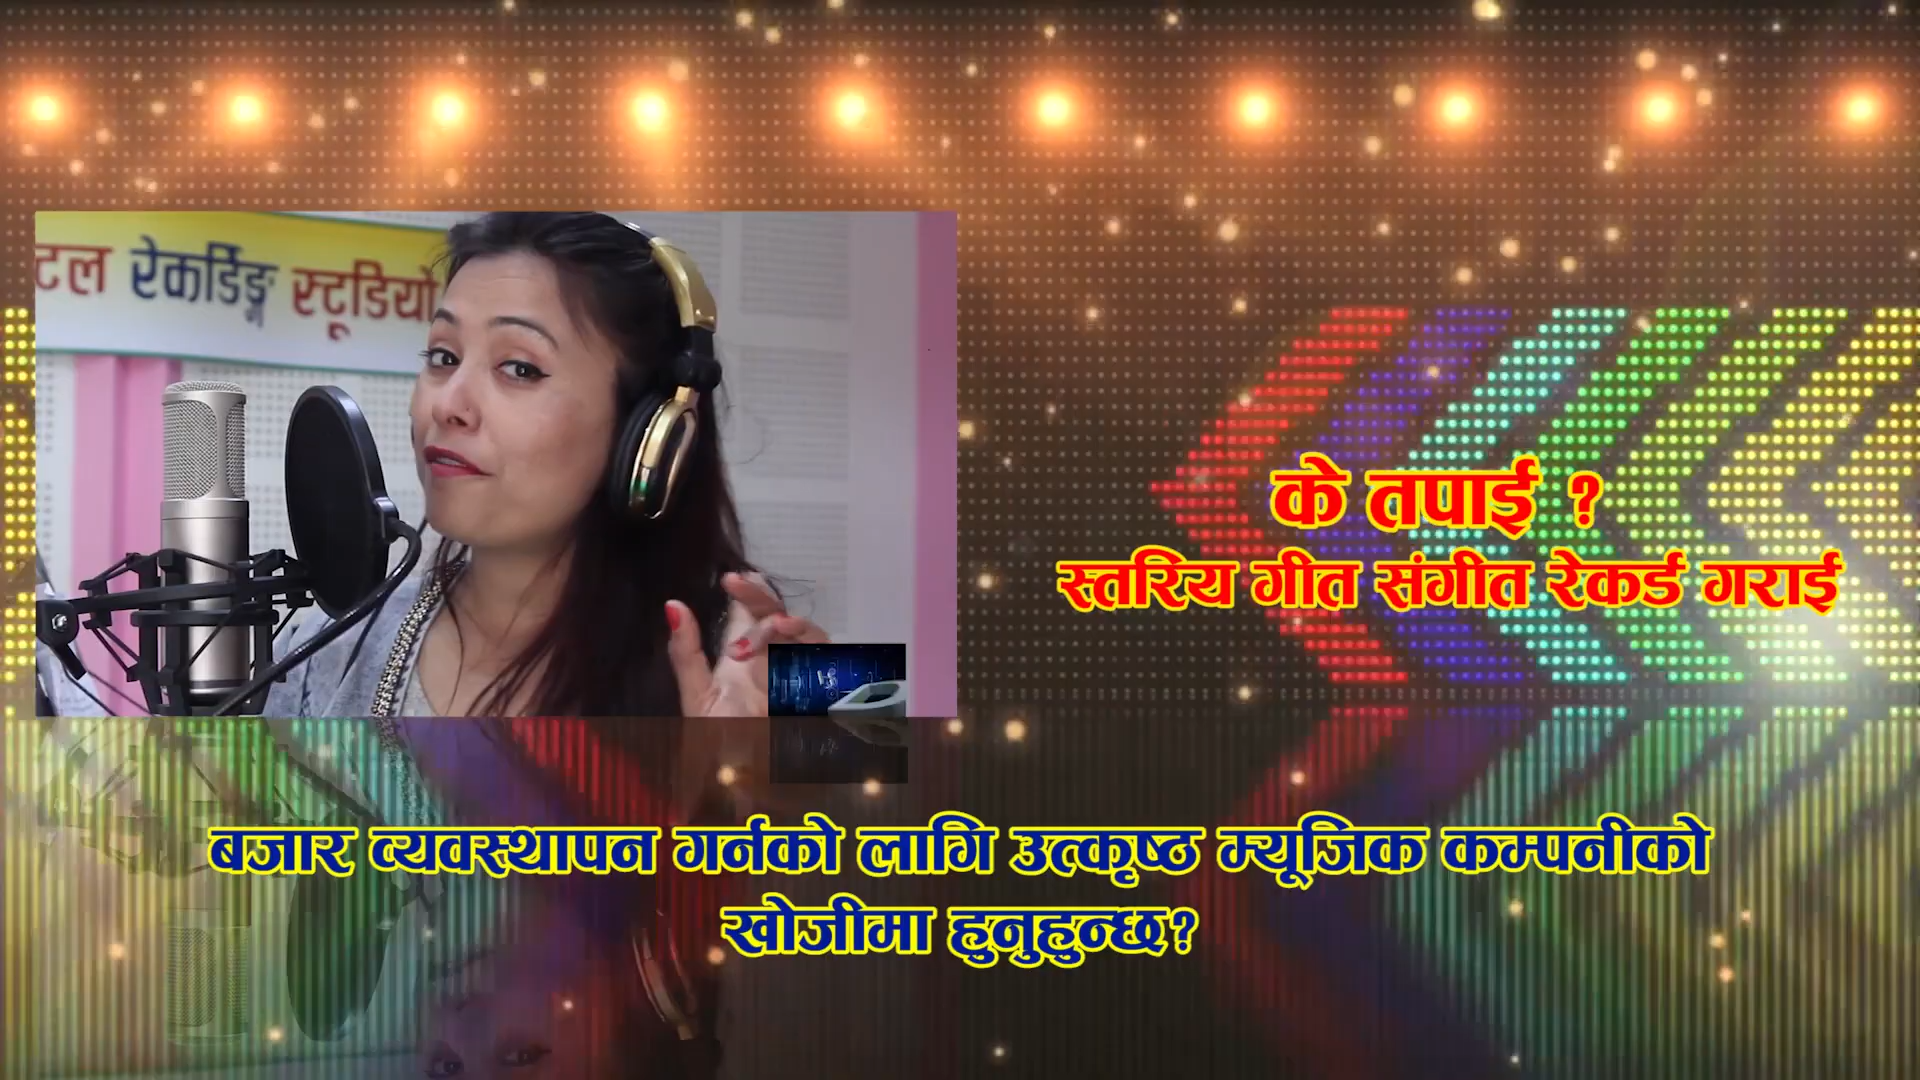 टल रेकर्डिङ्ग स्टूडियो
के तपाई ?
स्तरिय गीत संगीत रेकर्ड गराई
बजार व्यवस्थापन गर्नको लागि उत्कृष्ठ म्यूजिक कम्पनीको
खोजीमा हुनुहुन्छ?